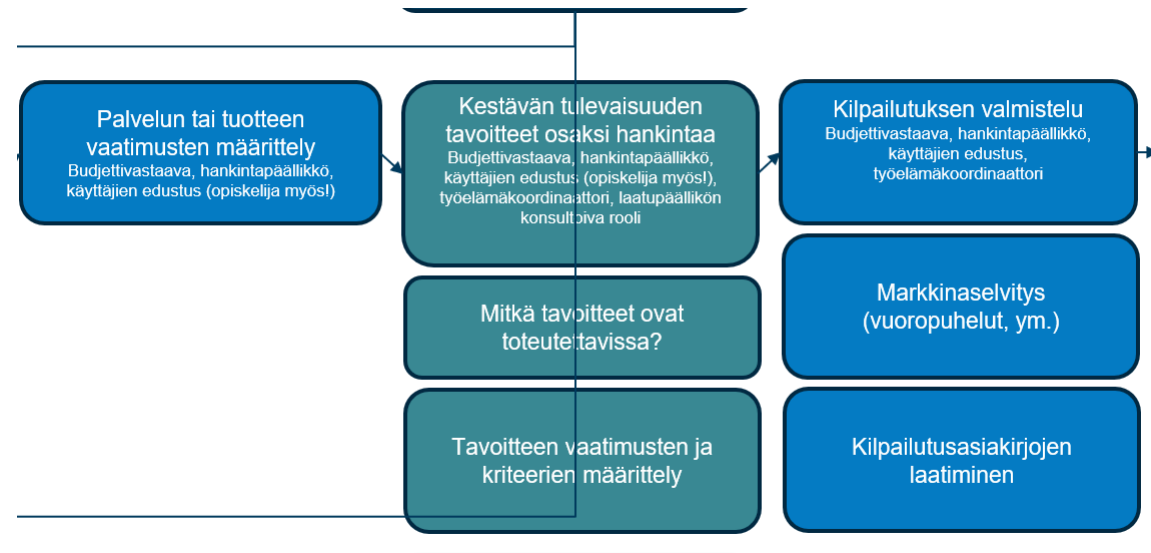 Palvelun tai tuotteen
vaatimusten määrittely
Budjettivastaava, hankintapäällikkö,
käyttäjien edustus (opiskelija myös!)
Kestävän tulevaisuuden
tavoitteet osaksi hankintaa
Budjettivastaava, hankintapäällikkö,
käyttäjien edustus (opiskelija myös!),
työelämäkoordinaattori, laatupäällikön
konsultoiva rooli
Mitkä tavoitteet ovat
toteutettavissa?
Tavoitteen vaatimusten ja
kriteerien määrittely
Kilpailutuksen valmistelu
Budjettivastaava, hankintapäällikkö,
käyttäjien edustus,
työelämäkoordinaattori
Markkinaselvitys
(vuoropuhelut, ym.)
Kilpailutusasiakirjojen
laatiminen